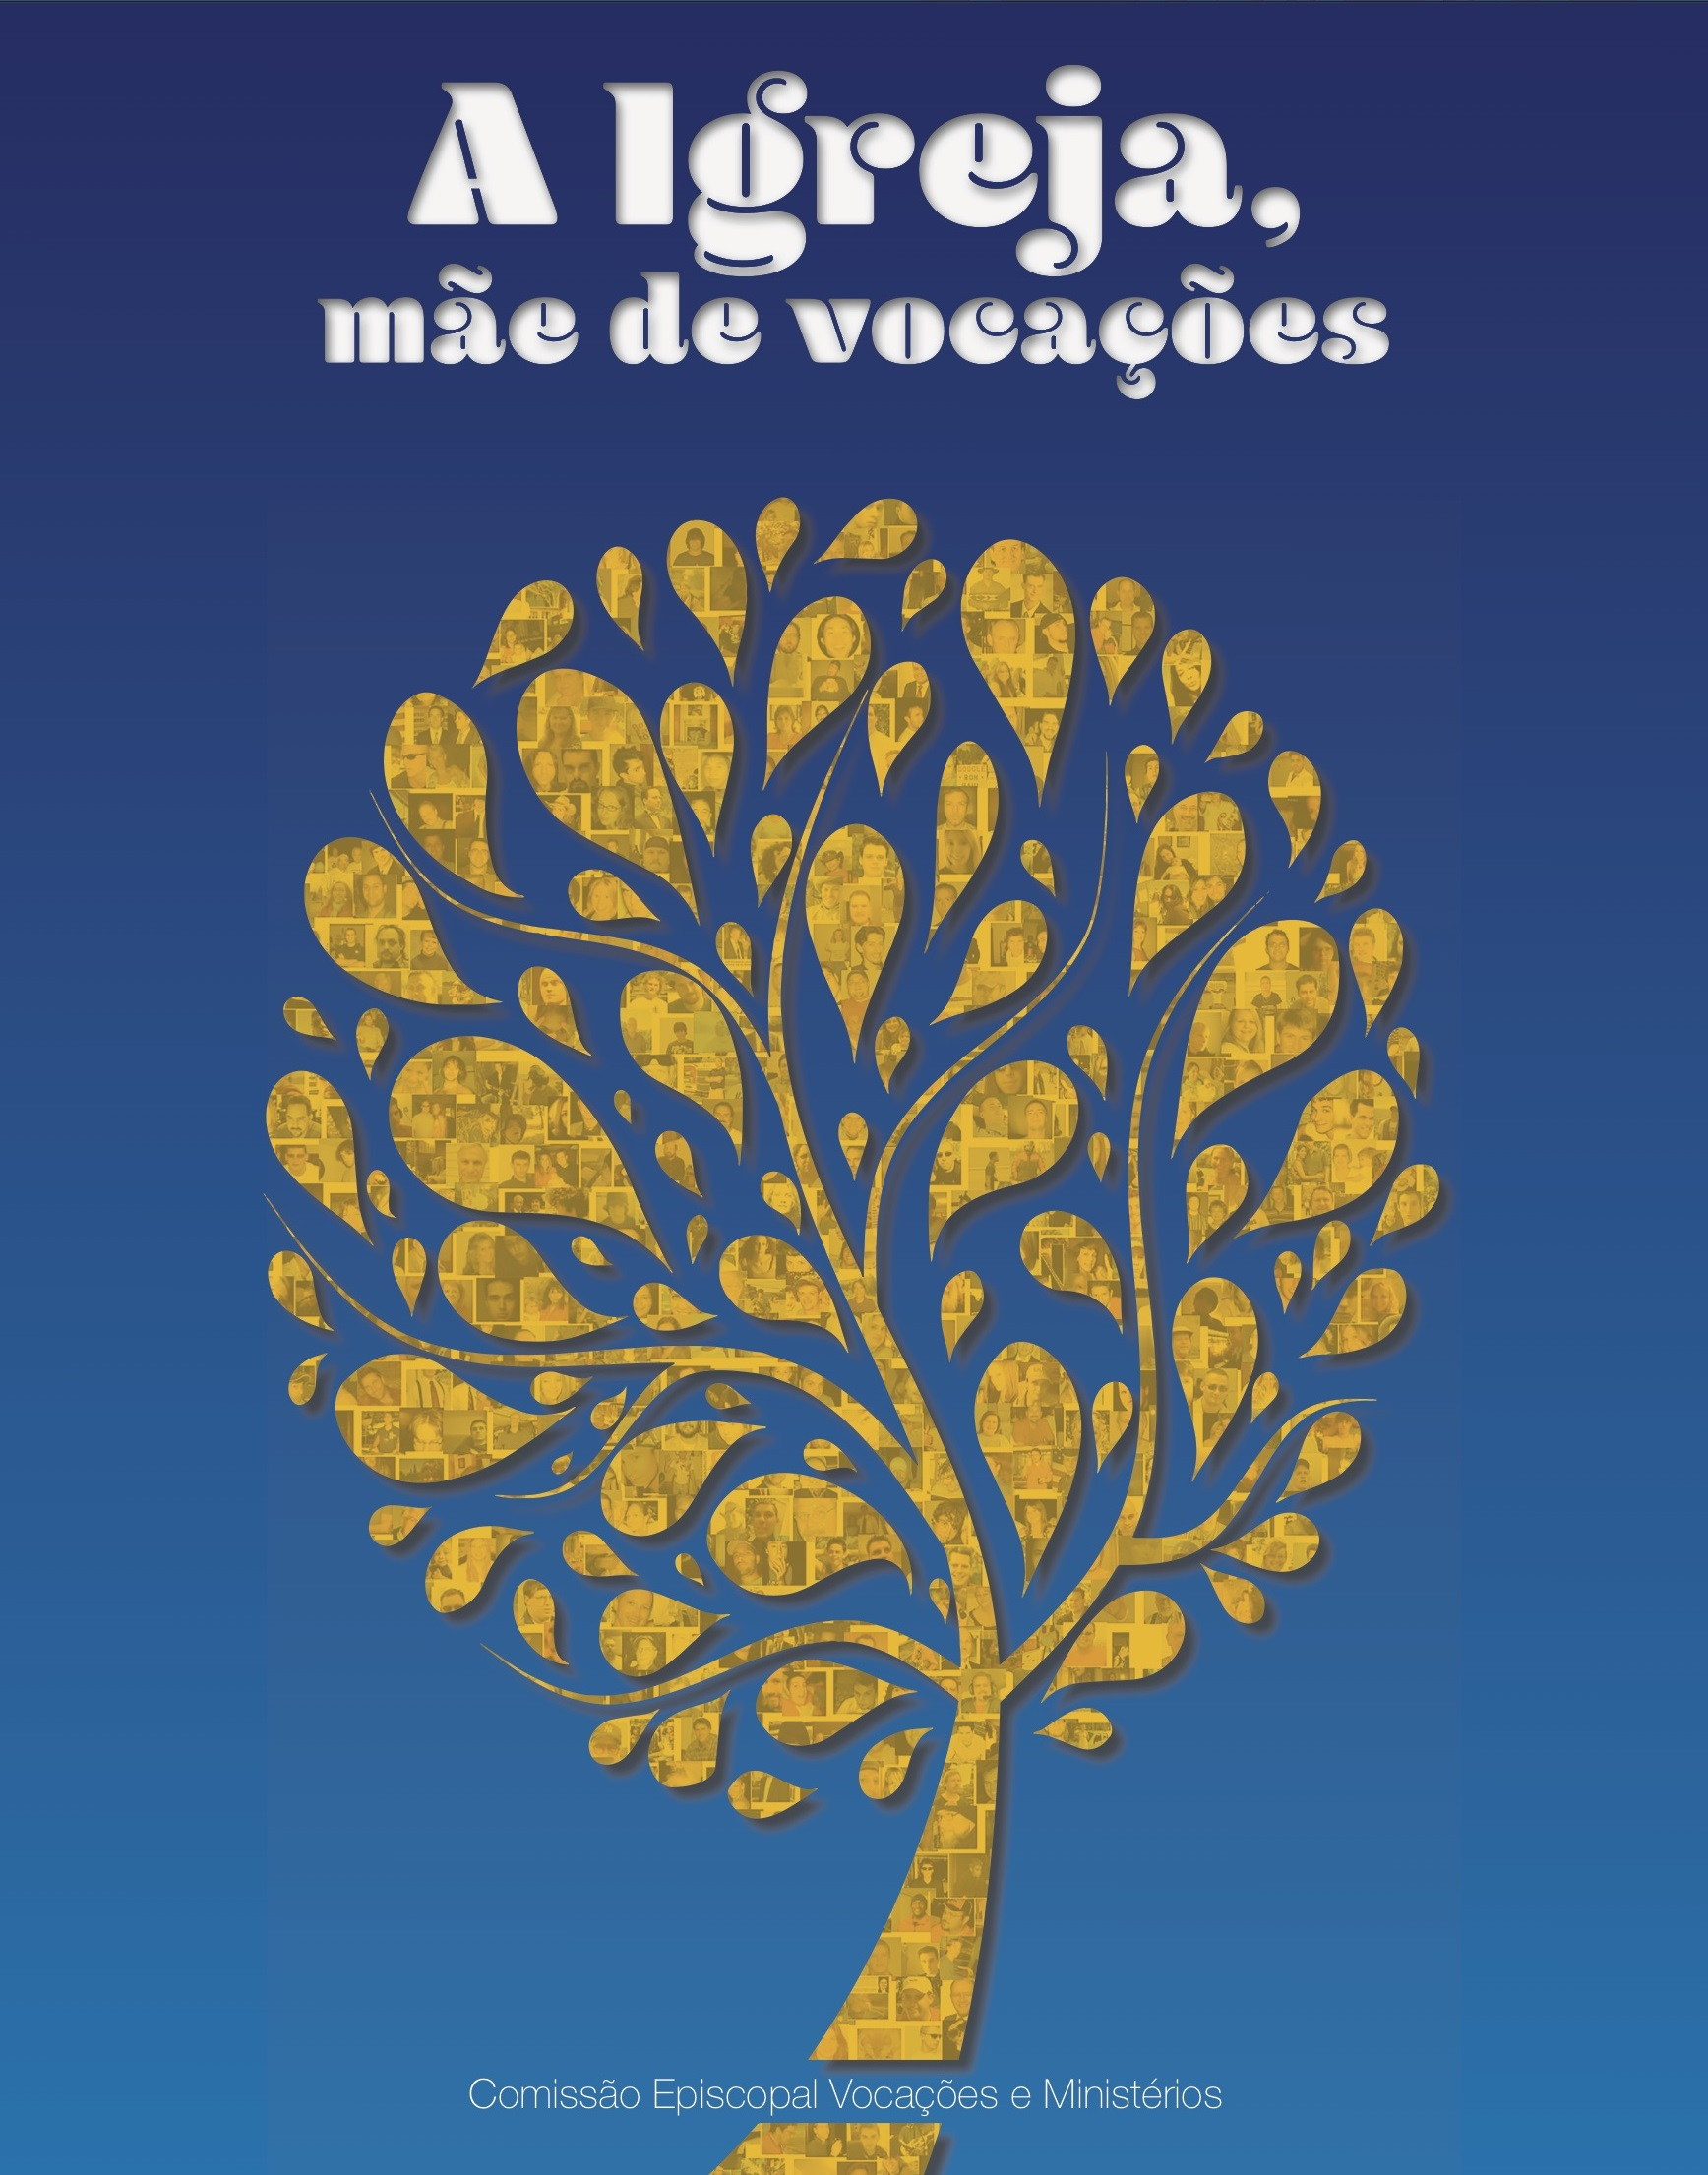 A Igreja,
mãe de vocações
Comissão Episcopal Vocações e Ministérios